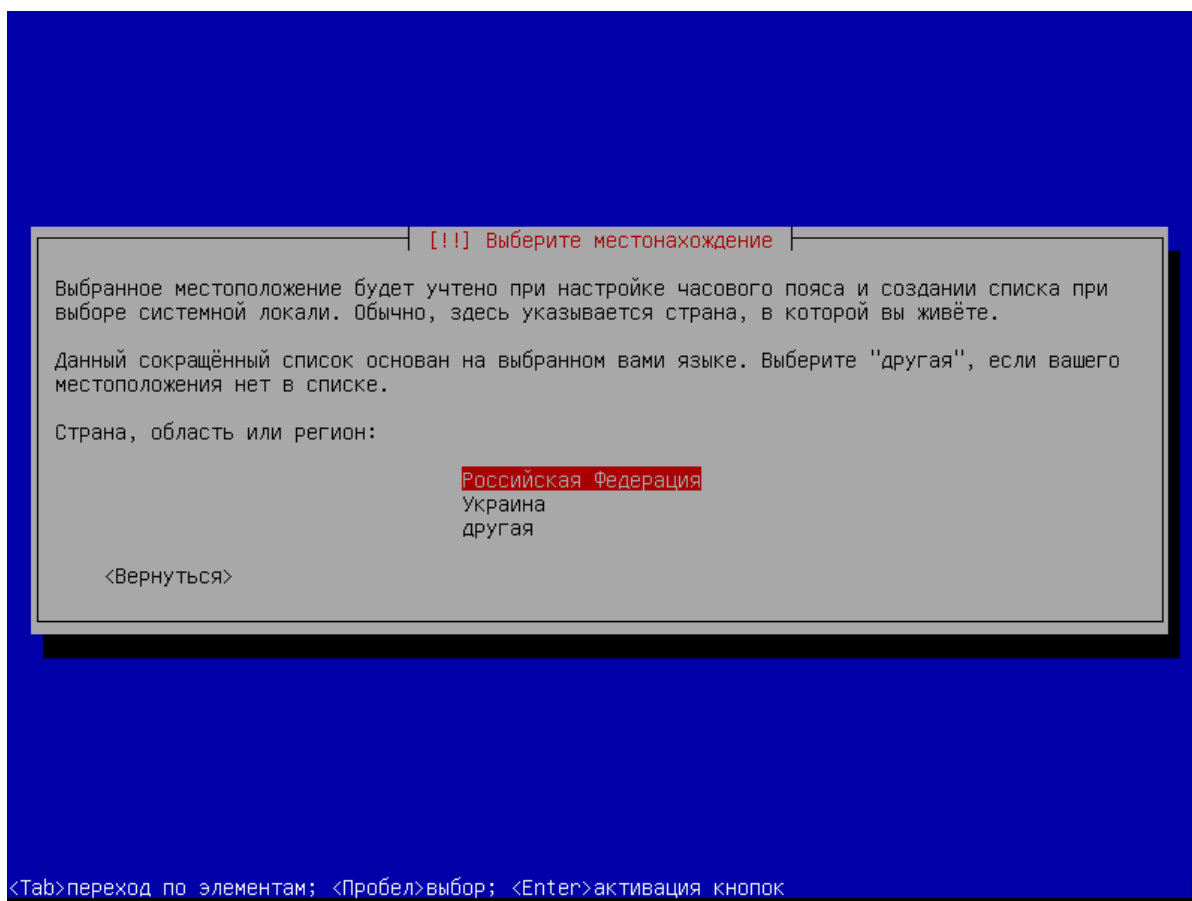 [!!] Выберите местонахождение
Выбранное местоположение будет учтено при настройке часового пояса и создании списка при
выборе системной локали. Обычно, здесь указывается страна, в которой вы живёте.
Данный сокращённый список основан на выбранном вами языке. Выберите "другая", если вашего
местоположения нет в списке.
Страна, область или регион:
Российская Федерация
Украина
другая
<Вернуться>
<Tab>переход по элементам; <Пробел>выбор; <Enter>активация кнопок